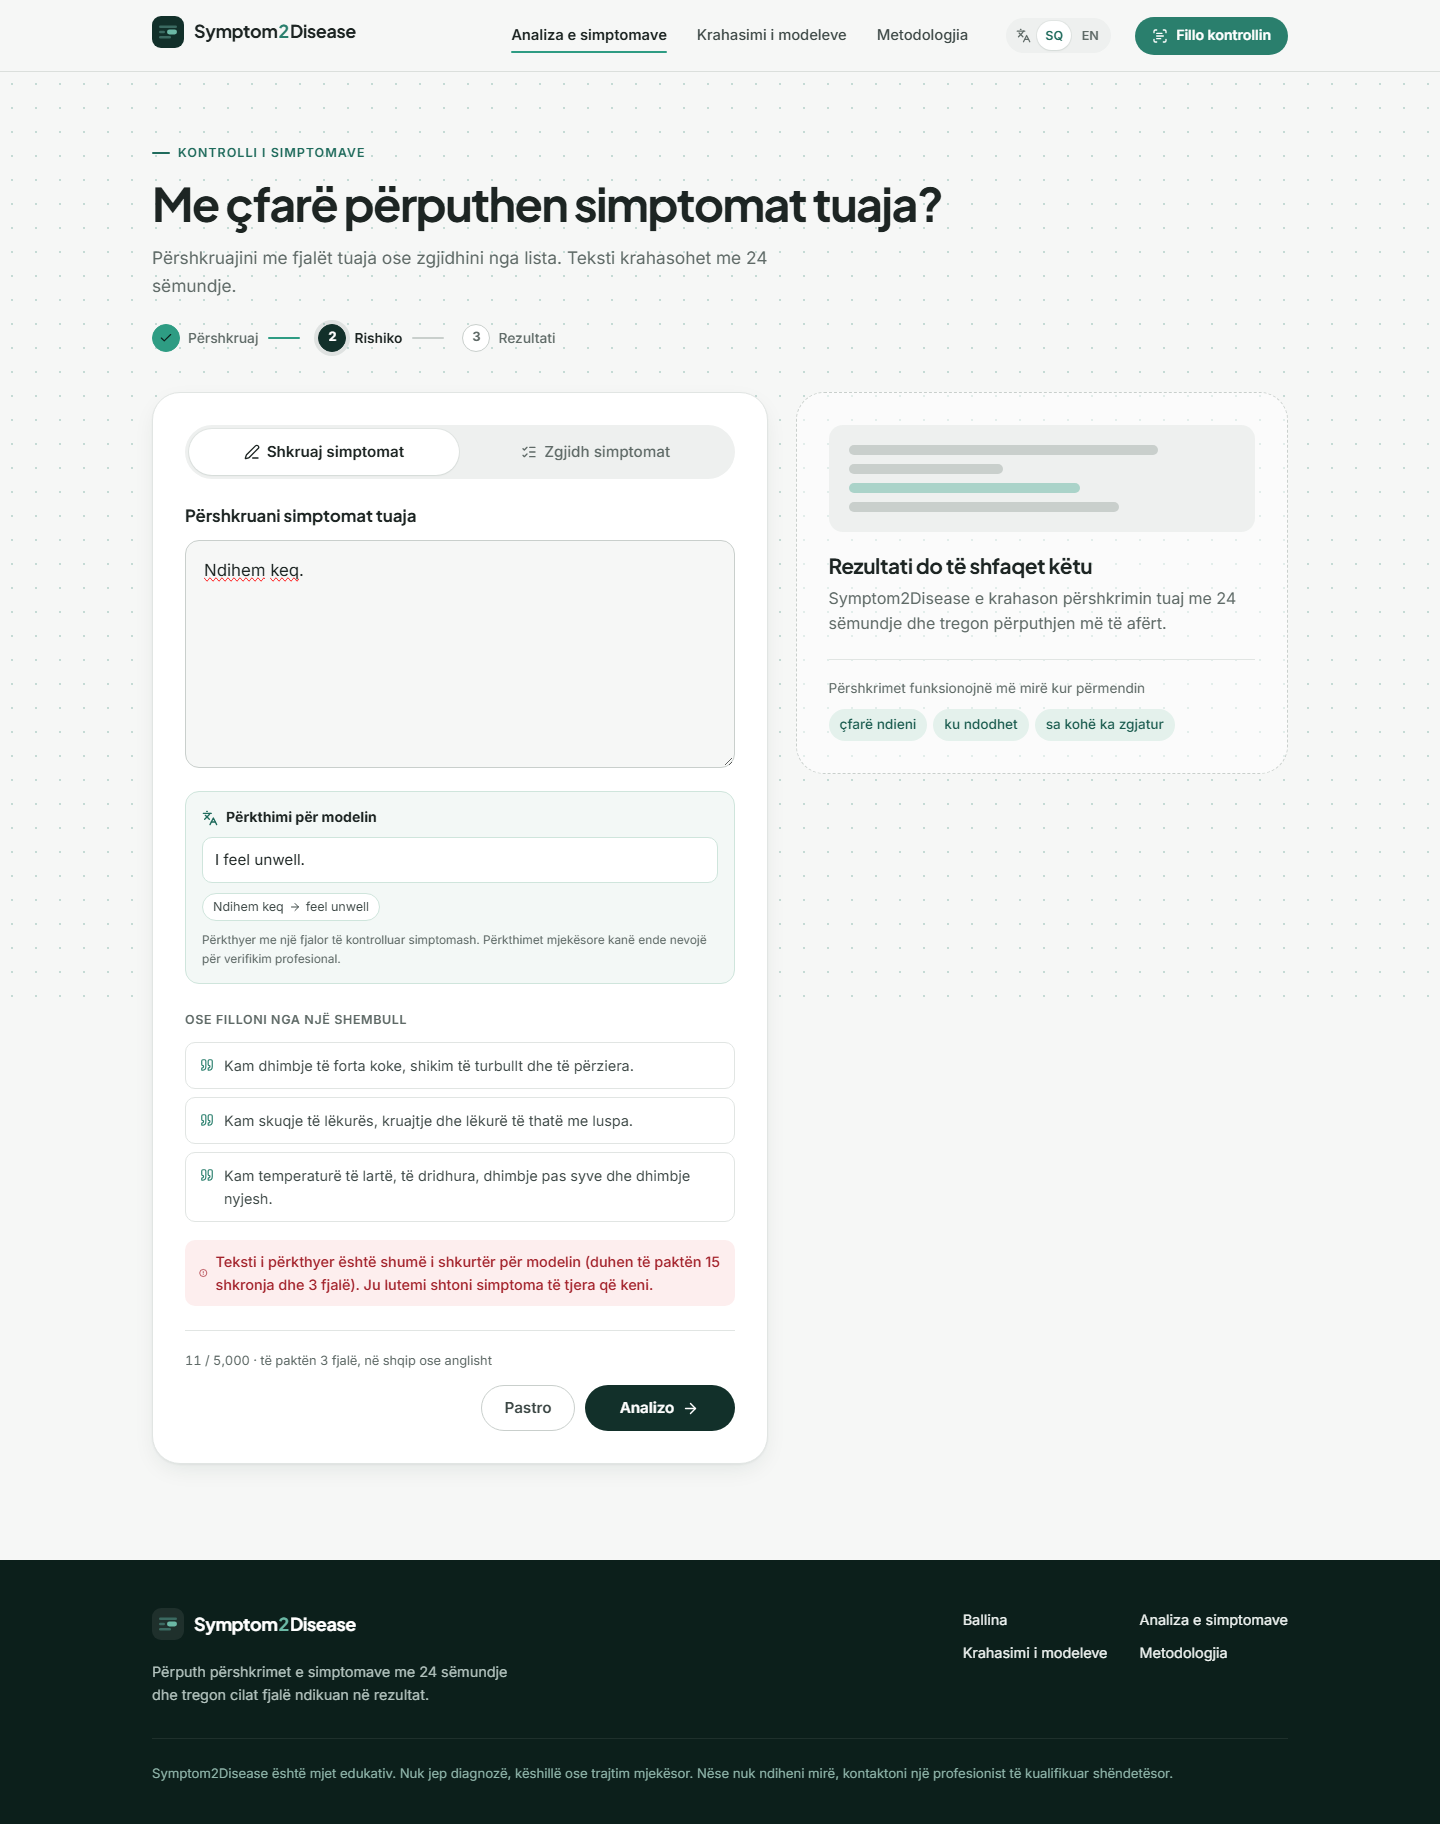 Symptom2Disease
Analiza e simptomave
Krahasimi i modeleve
Metodologjia
SQ
EN
Fillo kontrollin
KONTROLLI I SIMPTOMAVE
Me çfarë përputhen simptomat tuaja?
Përshkruajini me fjalët tuaja ose zgjidhini nga lista. Teksti krahasohet me 24
sëmundje.
Përshkruaj
2 Rishiko
3 Rezultati
Shkruaj simptomat
Zgjidh simptomat
Përshkruani simptomat tuaja
Ndihem keq.
Përkthimi për modelin
I feel unwell.
Ndihem keq → feel unwell
Përkthyer me një fjalor të kontrolluar simptomash. Përkthimet mjekësore kanë ende nevojë
për verifikim profesional.
OSE FILLONI NGA NJË SHEMBULL
Kam dhimbje të forta koke, shikim të turbullt dhe të përziera.
Kam skuqje të lëkurës, kruajtje dhe lëkurë të thatë me luspa.
Kam temperaturë të lartë, të dridhura, dhimbje pas syve dhe dhimbje
nyjesh.
Teksti i përkthyer është shumë i shkurtër për modelin (duhen të paktën 15
shkronja dhe 3 fjalë). Ju lutemi shtoni simptoma të tjera që keni.
11 / 5,000 · të paktën 3 fjalë, në shqip ose anglisht
Pastro
Analizo →
Rezultati do të shfaqet këtu
Symptom2Disease e krahason përshkrimin tuaj me 24
sëmundje dhe tregon përputhjen më të afërt.
Përshkrimet funksionojnë më mirë kur përmendin
çfarë ndieni
ku ndodhet
sa kohë ka zgjatur
Symptom2Disease
Përputh përshkrimet e simptomave me 24 sëmundje
dhe tregon cilat fjalë ndikuan në rezultat.
Ballina
Analiza e simptomave
Krahasimi i modeleve
Metodologjia
Symptom2Disease është mjet edukativ. Nuk jep diagnozë, këshillë ose trajtim mjekësor. Nëse nuk ndiheni mirë, kontaktoni një profesionist të kualifikuar shëndetësor.